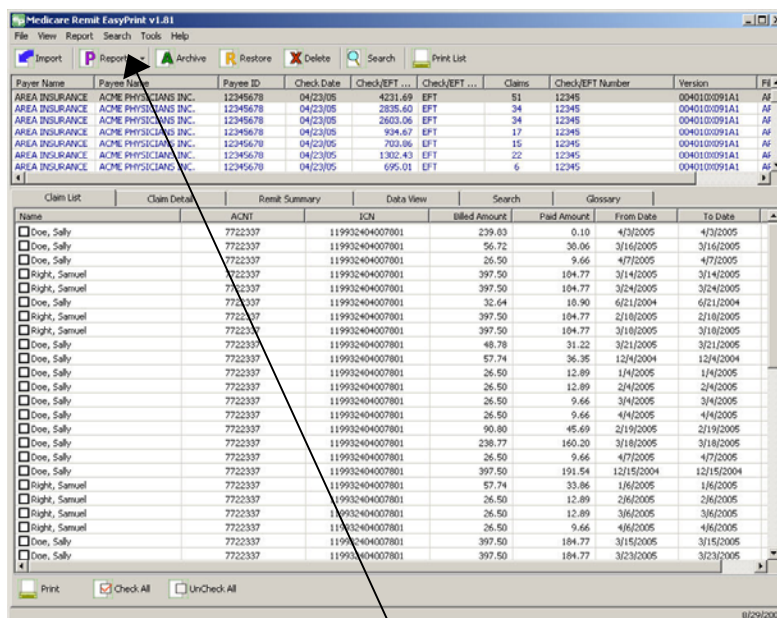 Medicare Remit EasyPrint v1.81
File View Report Search Tools Help
Import Report Archive Restore Delete Search Print List
Payer Name Payee Name Payee ID Check Date Check/EFT ... Check/EFT ... Claims Check/EFT Number Version
AREA INSURANCE ACME PHYSICIANS INC. 12345678 04/23/05 4231.69 EFT 51 12345 004010X091A1
AREA INSURANCE ACME PHYSICIANS INC. 12345678 04/23/05 2835.60 EFT 34 12345 004010X091A1
AREA INSURANCE ACME PHYSICIANS INC. 12345678 04/23/05 2603.06 EFT 34 12345 004010X091A1
AREA INSURANCE ACME PHYSICIANS INC. 12345678 04/23/05 934.67 EFT 17 12345 004010X091A1
AREA INSURANCE ACME PHYSICIANS INC. 12345678 04/23/05 703.86 EFT 15 12345 004010X091A1
AREA INSURANCE ACME PHYSICIANS INC. 12345678 04/23/05 1302.43 EFT 22 12345 004010X091A1
AREA INSURANCE ACME PHYSICIANS INC. 12345678 04/23/05 695.01 EFT 6 12345 004010X091A1
Claim List Claim Detail Remit Summary Data View Search Glossary
Name ACNT ICN Billed Amount Paid Amount From Date To Date
Doe, Sally 7722337 119932404007001 239.83 0.10 4/3/2005 4/3/2005
Doe, Sally 7722337 119932404007801 56.72 38.06 3/16/2005 3/16/2005
Doe, Sally 7722337 119932404007801 26.50 9.66 4/7/2005 4/7/2005
Right, Samuel 7722337 119932404007801 397.50 184.77 3/14/2005 3/14/2005
Right, Samuel 7722337 119932404007801 397.50 184.77 3/24/2005 3/24/2005
Doe, Sally 7722337 119932404007801 32.64 18.90 6/21/2004 6/21/2004
Right, Samuel 7722337 119932404007801 397.50 184.77 2/18/2005 2/18/2005
Right, Samuel 7722337 119932404007801 397.50 184.77 3/10/2005 3/10/2005
Doe, Sally 7722337 119932404007801 48.78 31.22 3/21/2005 3/21/2005
Doe, Sally 7722337 119932404007801 57.74 36.35 12/4/2004 12/4/2004
Doe, Sally 7722337 119932404007801 26.50 12.89 1/4/2005 1/4/2005
Doe, Sally 7722337 119932404007801 26.50 12.89 2/4/2005 2/4/2005
Doe, Sally 7722337 119932404007801 26.50 9.66 3/4/2005 3/4/2005
Doe, Sally 7722337 119932404007801 26.50 9.66 4/4/2005 4/4/2005
Doe, Sally 7722337 119932404007801 90.80 45.69 2/19/2005 2/19/2005
Doe, Sally 7722337 119932404007801 238.77 160.20 3/18/2005 3/18/2005
Doe, Sally 7722337 119932404007801 26.50 9.66 4/7/2005 4/7/2005
Doe, Sally 7722337 119932404007801 397.50 191.54 12/15/2004 12/15/2004
Right, Samuel 7722337 119932404007801 57.74 33.86 1/6/2005 1/6/2005
Right, Samuel 7722337 119932404007801 26.50 12.89 2/6/2005 2/6/2005
Right, Samuel 7722337 119932404007801 26.50 12.89 3/6/2005 3/6/2005
Right, Samuel 7722337 119932404007801 26.50 9.66 4/6/2005 4/6/2005
Doe, Sally 7722337 119932404007801 397.50 184.77 3/15/2005 3/15/2005
Doe, Sally 7722337 119932404007801 397.50 184.77 3/23/2005 3/23/2005
Print Check All UnCheck All